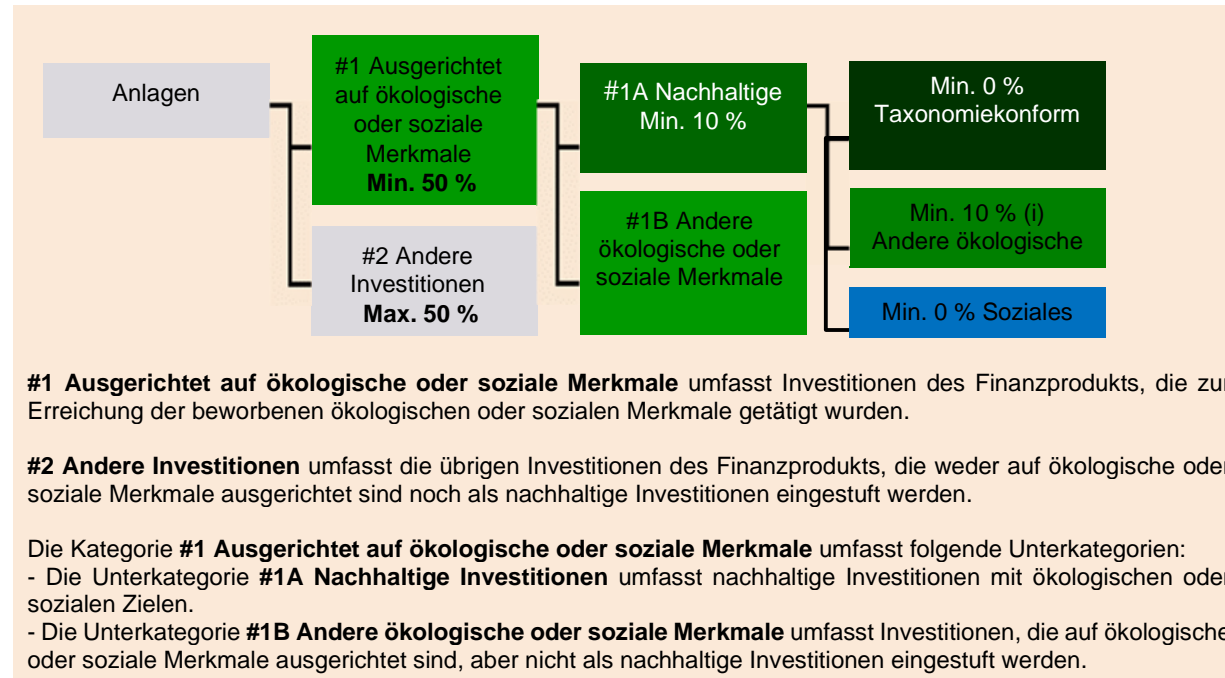 Anlagen
#1 Ausgerichtet
auf ökologische
oder soziale
Merkmale
Min. 50 %
#2 Andere
Investitionen
Max. 50 %
#1A Nachhaltige
Min. 10 %
#1B Andere
ökologische oder
soziale Merkmale
Min. 0 %
Taxonomiekonform
Min. 10 % (i)
Andere ökologische
Min. 0 % Soziales
#1 Ausgerichtet auf ökologische oder soziale Merkmale umfasst Investitionen des Finanzprodukts, die zur
Erreichung der beworbenen ökologischen oder sozialen Merkmale getätigt wurden.
#2 Andere Investitionen umfasst die übrigen Investitionen des Finanzprodukts, die weder auf ökologische oder
soziale Merkmale ausgerichtet sind noch als nachhaltige Investitionen eingestuft werden.
Die Kategorie #1 Ausgerichtet auf ökologische oder soziale Merkmale umfasst folgende Unterkategorien:
- Die Unterkategorie #1A Nachhaltige Investitionen umfasst nachhaltige Investitionen mit ökologischen oder
sozialen Zielen.
- Die Unterkategorie #1B Andere ökologische oder soziale Merkmale umfasst Investitionen, die auf ökologische
oder soziale Merkmale ausgerichtet sind, aber nicht als nachhaltige Investitionen eingestuft werden.